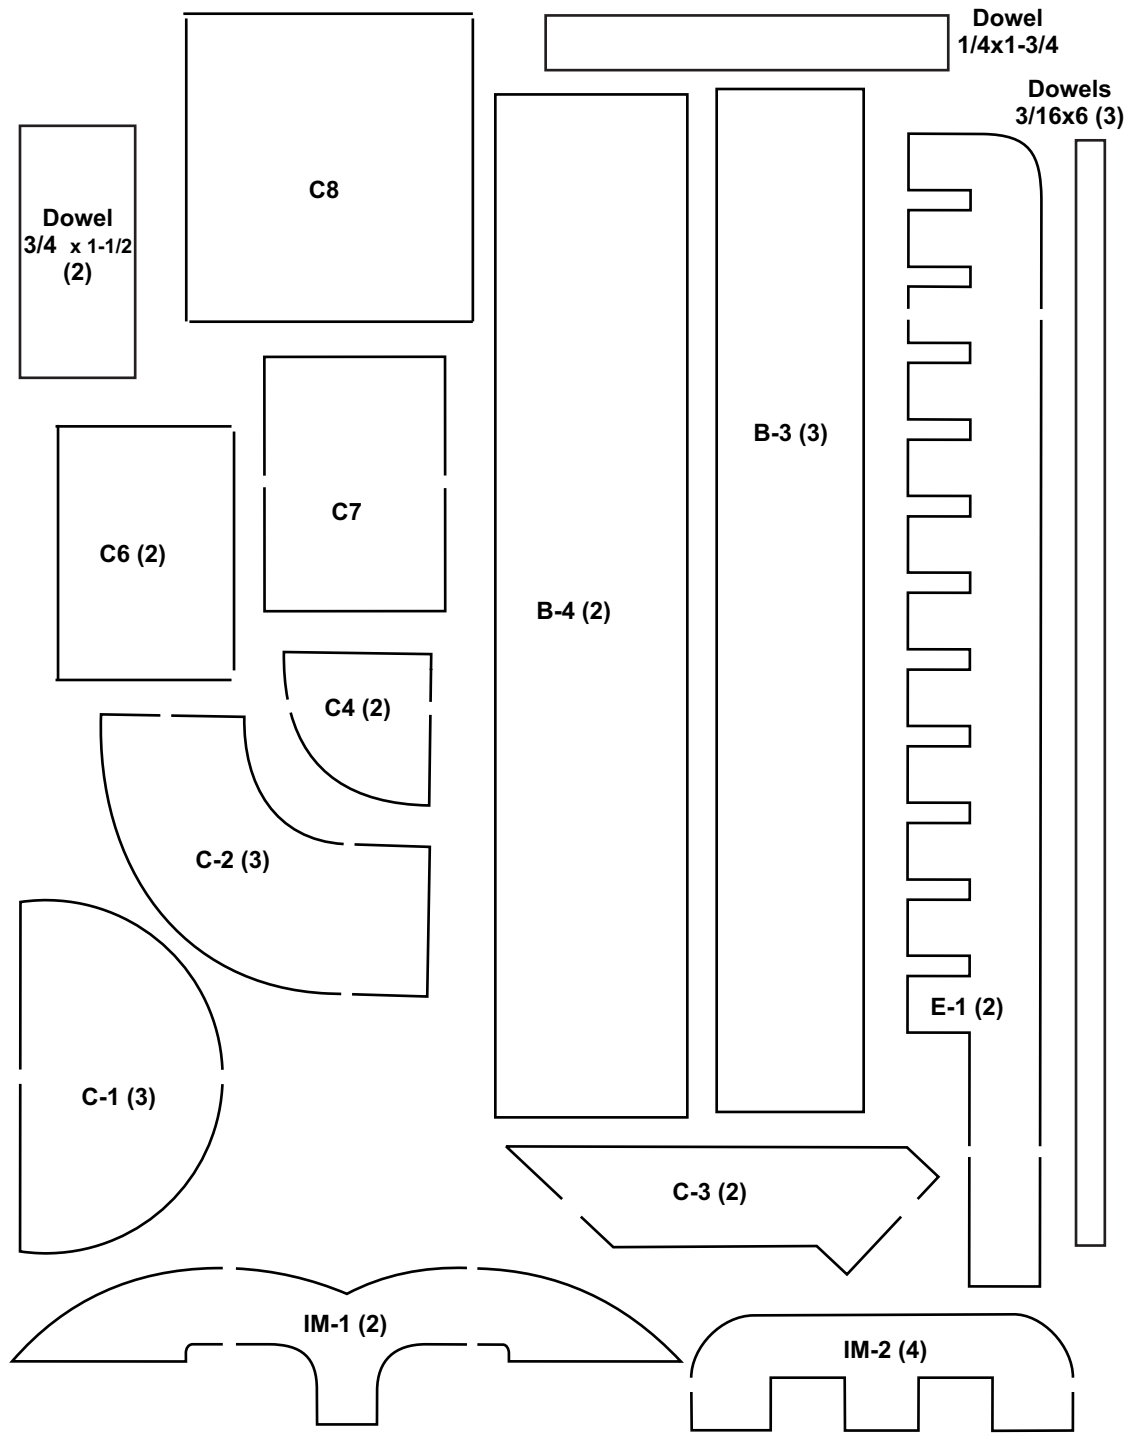 Dowel
1/4x1-3/4
Dowels
3/16x6 (3)
C8
Dowel
3/4 x 1-1/2
(2)
B-3 (3)
C7
C6 (2)
B-4 (2)
C4 (2)
C-2 (3)
E-1 (2)
C-1 (3)
C-3 (2)
IM-1 (2)
IM-2 (4)